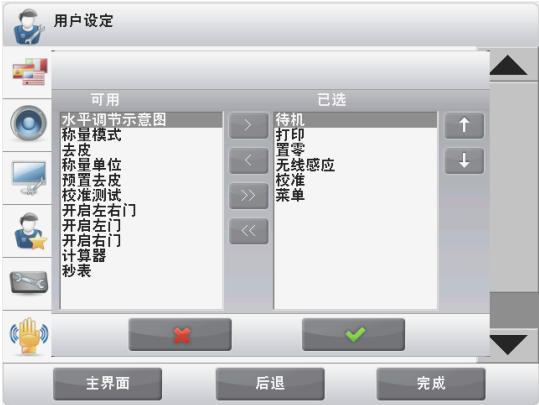 用户设定
可用
已选
水平调节示意图
称量模式
去皮
称量单位
预置去皮
校准测试
开启左右门
开启左门
开启右门
计算器
秒表
>
<
>>
<<
待机
打印
置零
无线感应
校准
菜单
主界面
后退
完成